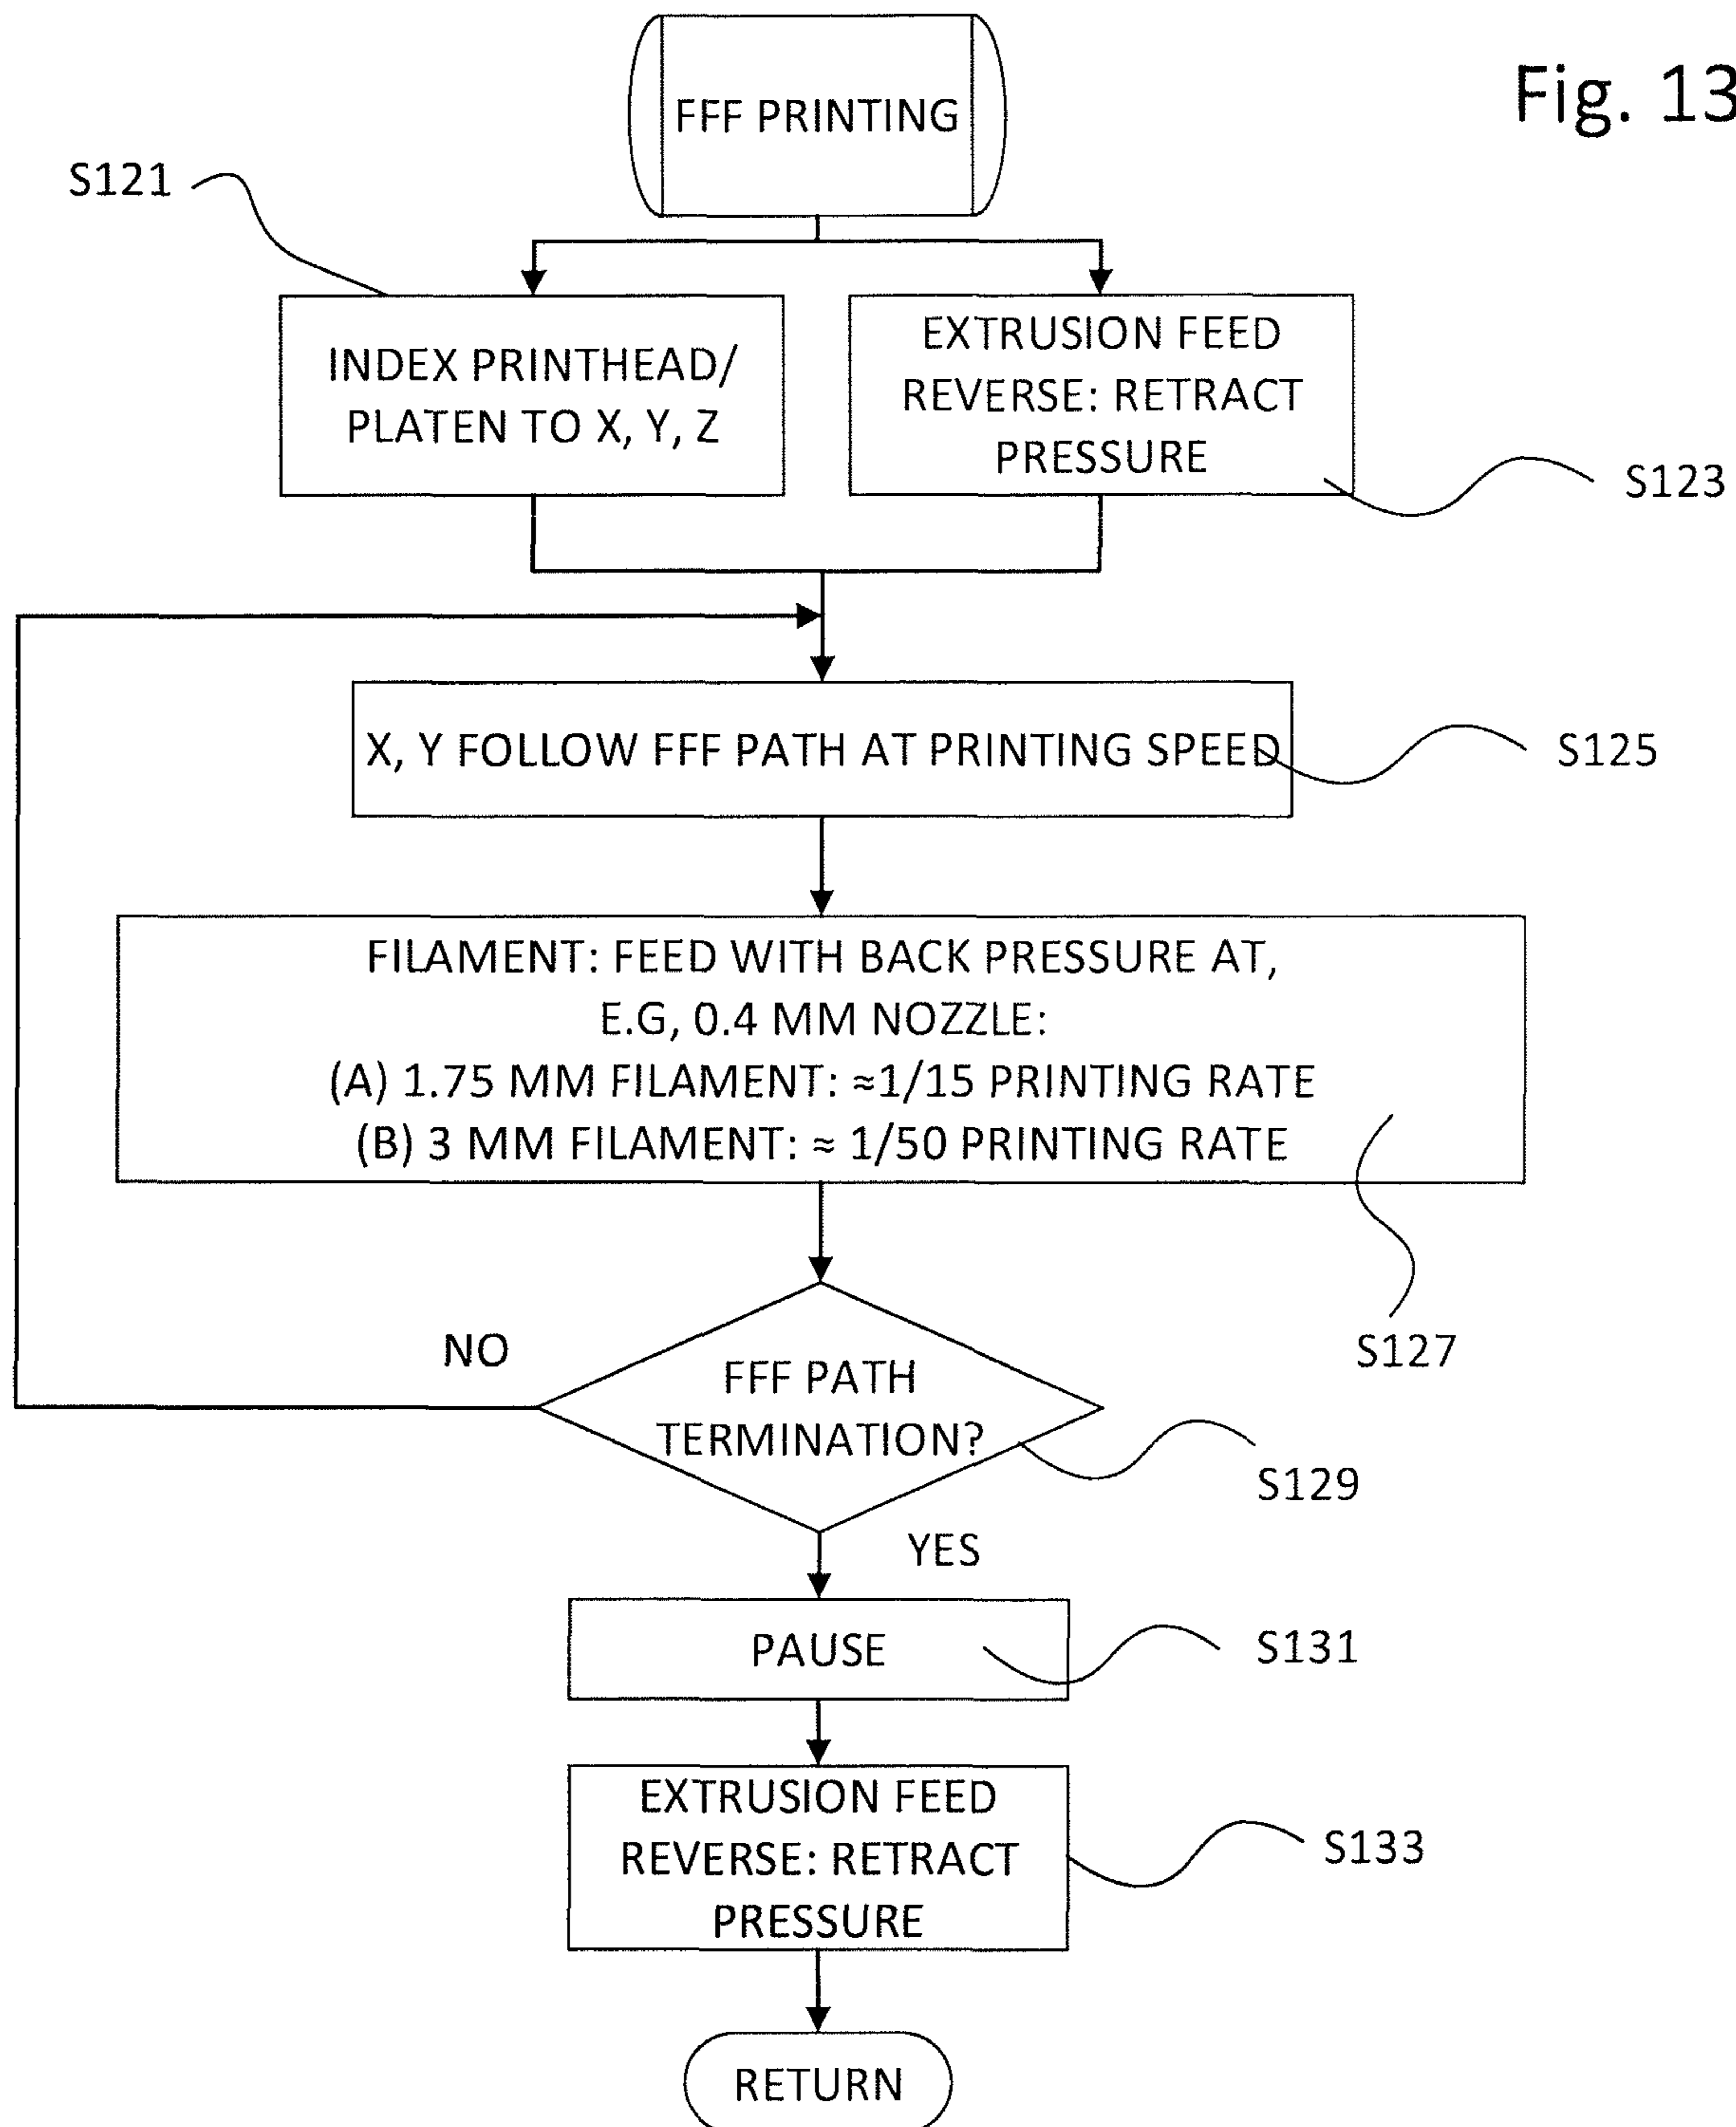 Fig. 13
FFF PRINTING
S121
INDEX PRINTHEAD/
PLATEN TO X, Y, Z
EXTRUSION FEED
REVERSE: RETRACT
PRESSURE
S123
X, Y FOLLOW FFF PATH AT PRINTING SPEED
S125
FILAMENT: FEED WITH BACK PRESSURE AT,
E.G, 0.4 MM NOZZLE:
(A) 1.75 MM FILAMENT: ≈1/15 PRINTING RATE
(B) 3 MM FILAMENT: ≈ 1/50 PRINTING RATE
S127
NO
FFF PATH
TERMINATION?
S129
YES
PAUSE
S131
EXTRUSION FEED
REVERSE: RETRACT
PRESSURE
S133
RETURN